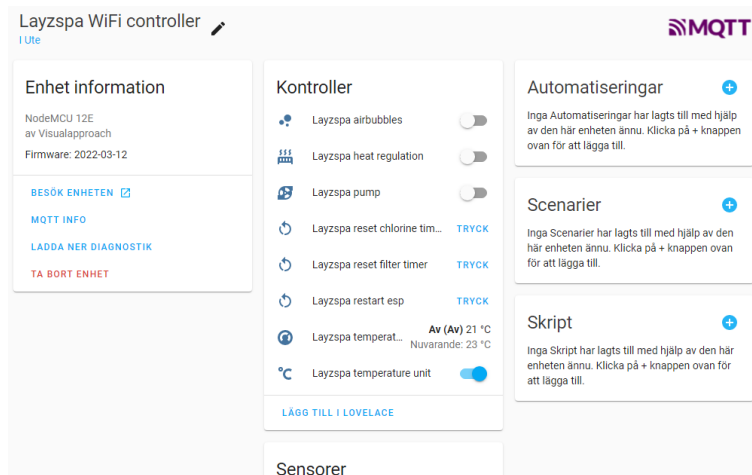 Layzspa WiFi controller
I Ute
MQTT
Enhet information
NodeMCU 12E
av Visualapproach
Firmware: 2022-03-12
BESÖK ENHETEN
MQTT INFO
LADDA NER DIAGNOSTIK
TA BORT ENHET
Kontroller
Layzspa airbubbles
Layzspa heat regulation
Layzspa pump
Layzspa reset chlorine tim... TRYCK
Layzspa reset filter timer TRYCK
Layzspa restart esp TRYCK
Layzspa temperat... Av (Av) 21 °C
Nuvarande: 23 °C
°C Layzspa temperature unit
LÄGG TILL I LOVELACE
Sensorer
Automatiseringar
Inga Automatiseringar har lagts till med hjälp
av den här enheten ännu. Klicka på + knappen
ovan för att lägga till.
Scenarier
Inga Scenarier har lagts till med hjälp av den
här enheten ännu. Klicka på + knappen ovan
för att lägga till.
Skript
Inga Skript har lagts till med hjälp av den här
enheten ännu. Klicka på + knappen ovan för
att lägga till.